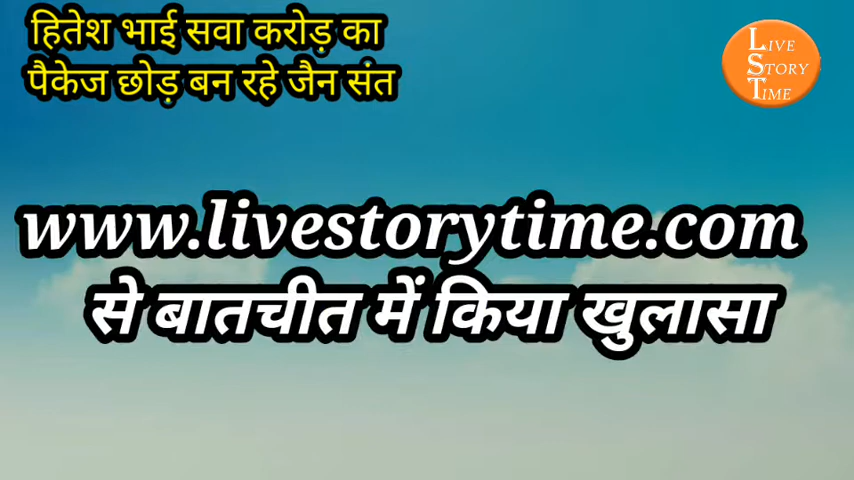 हितेश भाई सवा करोड़ का
पैकेज छोड़ बन रहे जैन संत
LIVE
STORY
TIME
www.livestorytime.com
से बातचीत में किया खुलासा